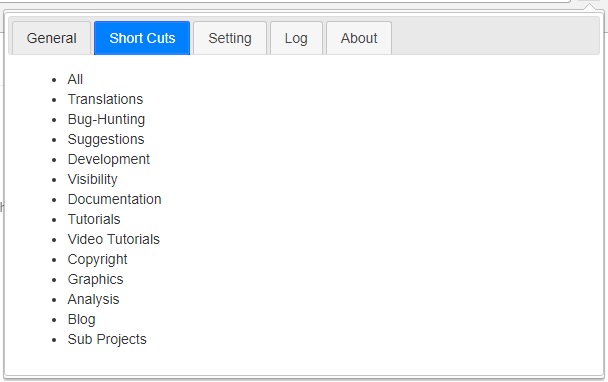 General Short Cuts Setting Log About
All
Translations
Bug-Hunting
Suggestions
Development
Visibility
Documentation
Tutorials
Video Tutorials
Copyright
Graphics
Analysis
Blog
Sub Projects